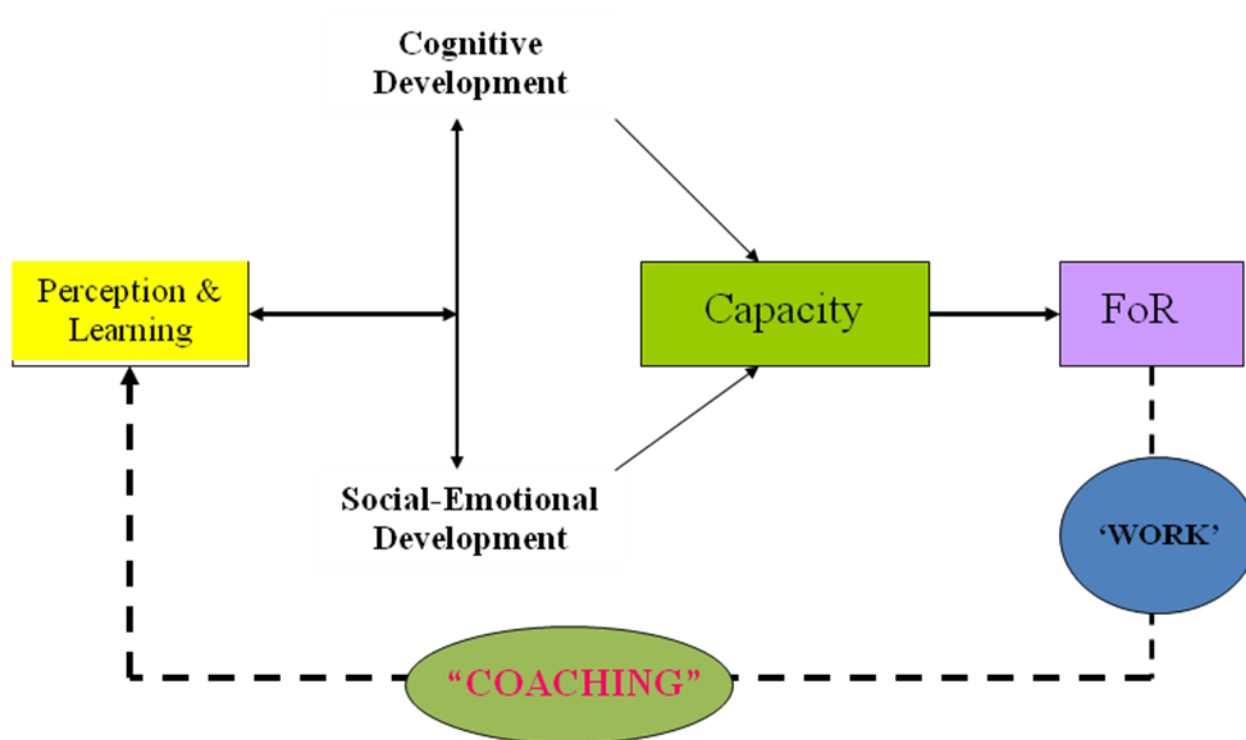 Cognitive
Development
Perception &
Learning
Capacity
FoR
Social-Emotional
Development
‘WORK’
“COACHING”